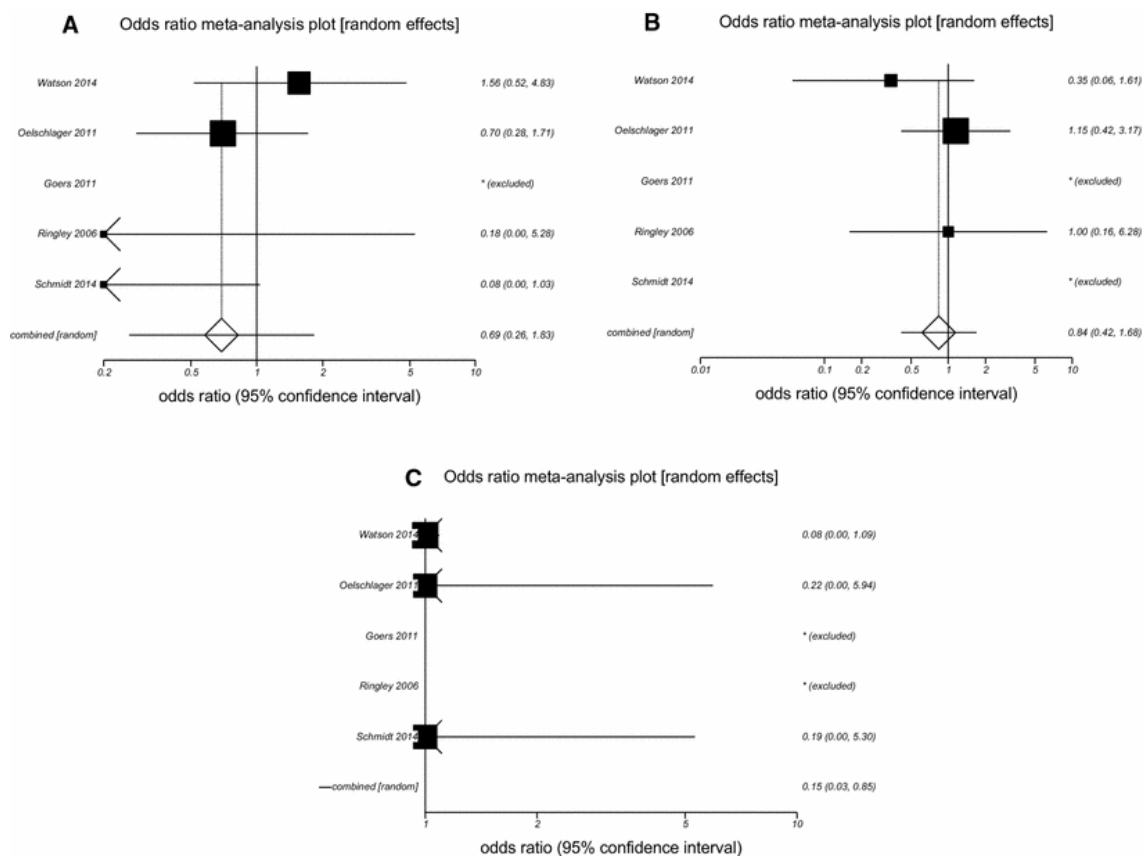 A Odds ratio meta-analysis plot [random effects]
Watson 2014 1.56 (0.52, 4.83)
Oelschlager 2011 0.70 (0.28, 1.71)
Goers 2011 * (excluded)
Ringley 2006 0.18 (0.00, 5.28)
Schmidt 2014 0.08 (0.00, 1.03)
combined [random] 0.69 (0.26, 1.83)
0.2 0.5 1 2 5 10
odds ratio (95% confidence interval)
B Odds ratio meta-analysis plot [random effects]
Watson 2014 0.35 (0.06, 1.61)
Oelschlager 2011 1.15 (0.42, 3.17)
Goers 2011 * (excluded)
Ringley 2006 1.00 (0.16, 6.28)
Schmidt 2014 * (excluded)
combined [random] 0.84 (0.42, 1.68)
0.01 0.1 0.2 0.5 1 2 5 10
odds ratio (95% confidence interval)
C Odds ratio meta-analysis plot [random effects]
Watson 2014 0.08 (0.00, 1.09)
Oelschlager 2011 0.22 (0.00, 5.94)
Goers 2011 * (excluded)
Ringley 2006 * (excluded)
Schmidt 2014 0.19 (0.00, 5.30)
combined [random] 0.15 (0.03, 0.85)
1 2 5 10
odds ratio (95% confidence interval)